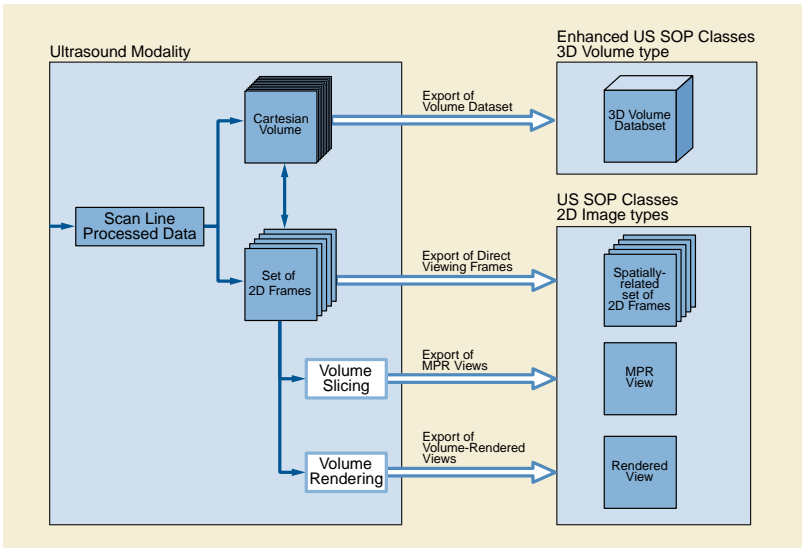 Ultrasound Modality
Enhanced US SOP Classes
3D Volume type
Cartesian
Volume
Export of
Volume Dataset
3D Volume
Databset
Scan Line
Processed Data
US SOP Classes
2D Image types
Set of
2D Frames
Export of Direct
Viewing Frames
Spatially-
related
set of
2D Frames
Volume
Slicing
Export of
MPR Views
MPR
View
Volume
Rendering
Export of
Volume-Rendered
Views
Rendered
View